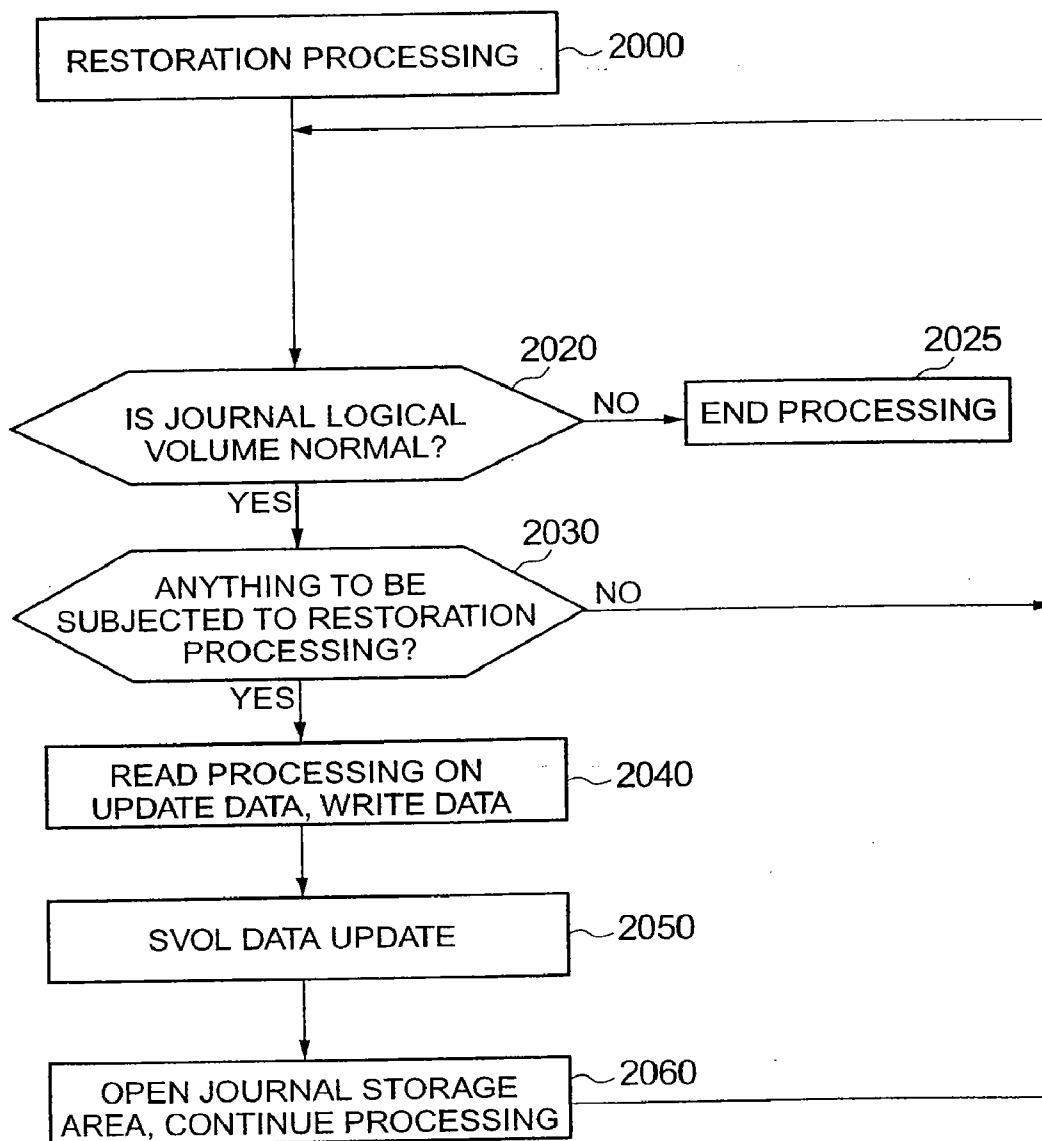 RESTORATION PROCESSING
2000
2020
IS JOURNAL LOGICAL
VOLUME NORMAL?
NO
2025
END PROCESSING
YES
2030
ANYTHING TO BE
SUBJECTED TO RESTORATION
PROCESSING?
NO
YES
READ PROCESSING ON
UPDATE DATA, WRITE DATA
2040
SVOL DATA UPDATE
2050
OPEN JOURNAL STORAGE
AREA, CONTINUE PROCESSING
2060